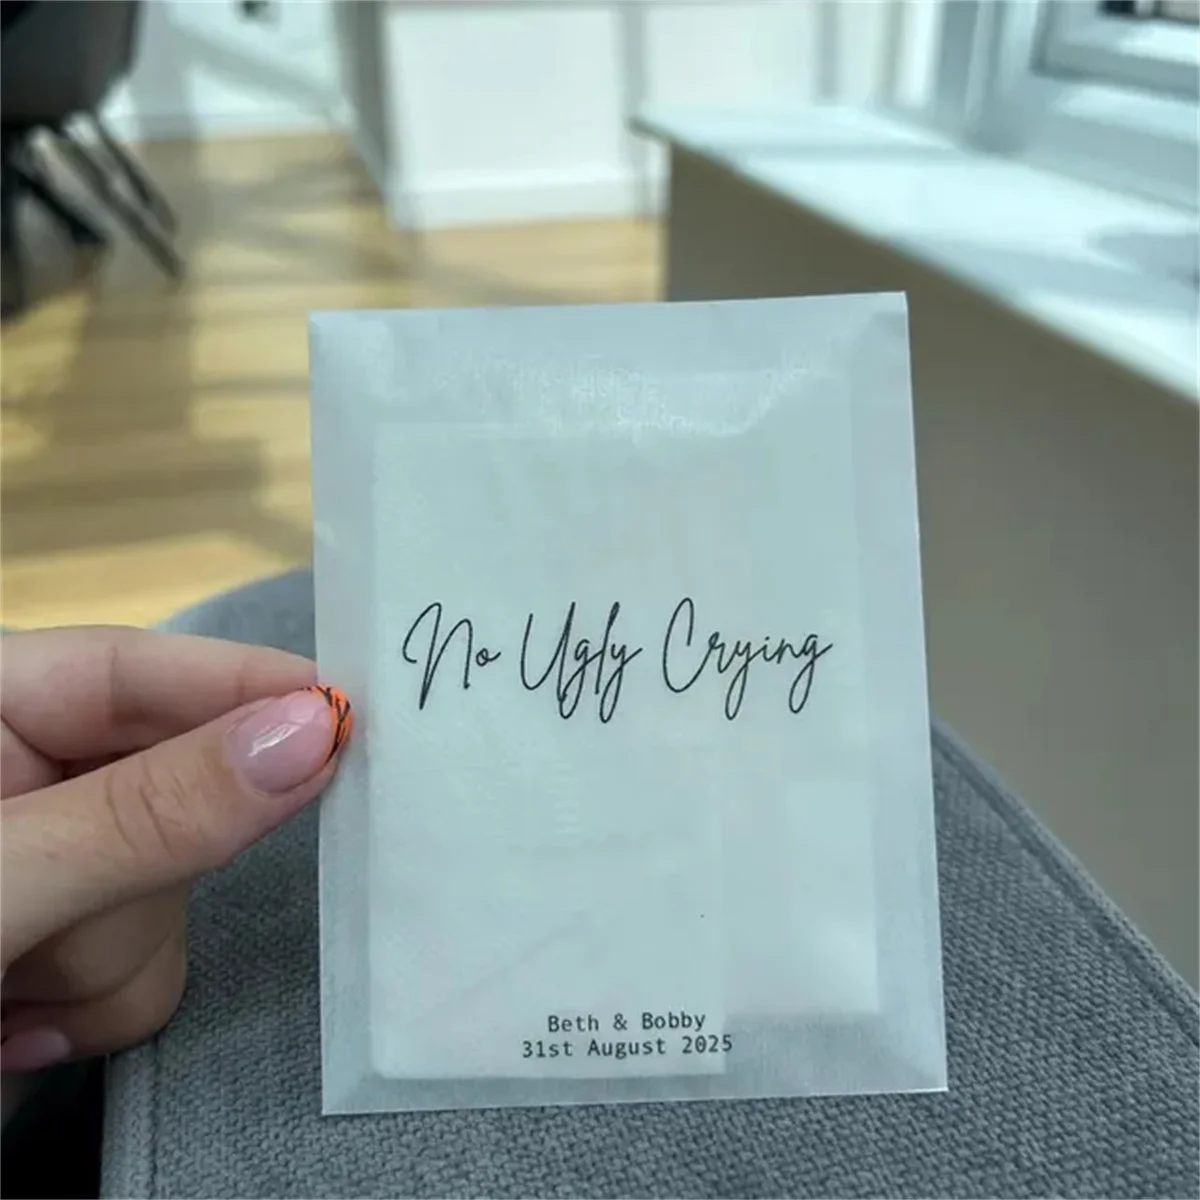 No Ugly Crying
Beth & Bobby
31st August 2025